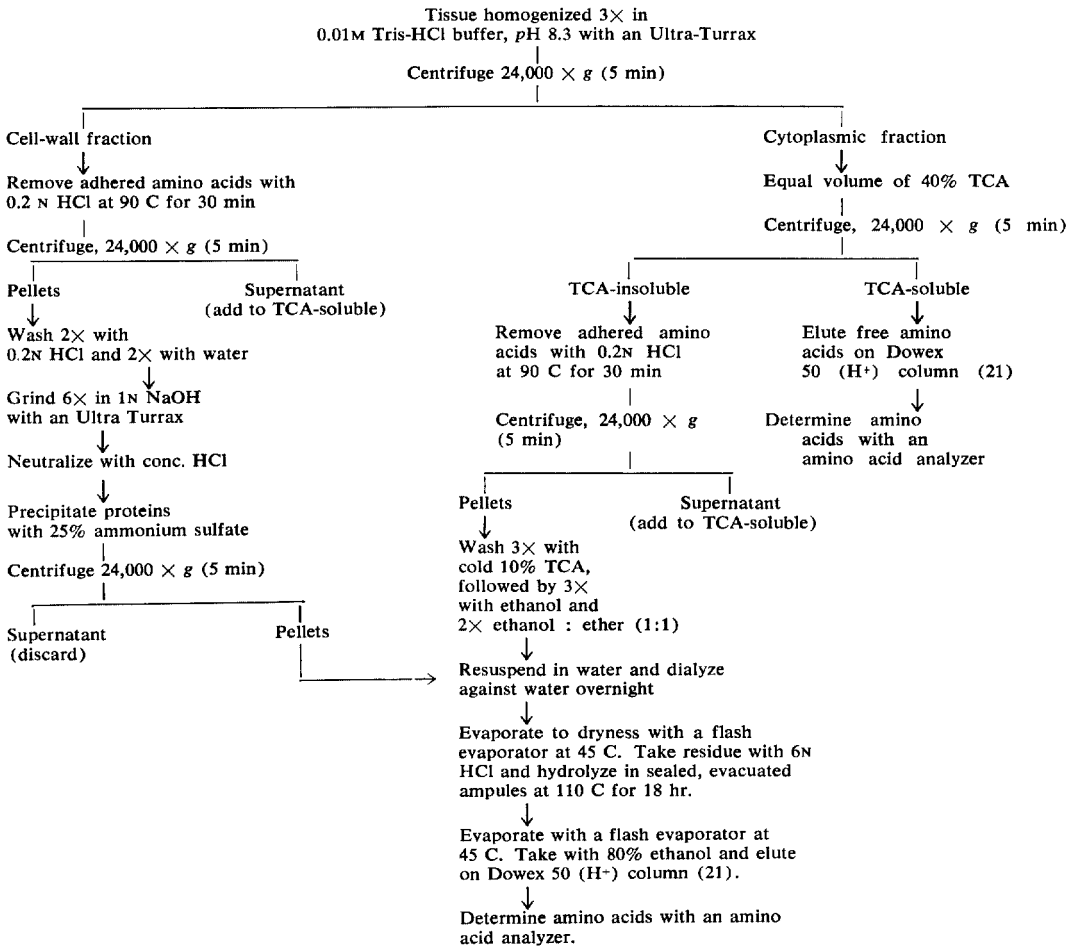 Tissue homogenized 3× in
0.01M Tris-HCl buffer, pH 8.3 with an Ultra-Turrax
Centrifuge 24,000 × g (5 min)
Cell-wall fraction
Remove adhered amino acids with
0.2 N HCl at 90 C for 30 min
Centrifuge, 24,000 × g (5 min)
Pellets
Supernatant
(add to TCA-soluble)
Wash 2× with
0.2N HCl and 2× with water
Grind 6× in 1N NaOH
with an Ultra Turrax
Neutralize with conc. HCl
Precipitate proteins
with 25% ammonium sulfate
Centrifuge 24,000 × g (5 min)
Supernatant
(discard)
Pellets
Cytoplasmic fraction
Equal volume of 40% TCA
Centrifuge, 24,000 × g (5 min)
TCA-insoluble
Remove adhered amino
acids with 0.2N HCl
at 90 C for 30 min
Centrifuge, 24,000 × g
(5 min)
Pellets
Supernatant
(add to TCA-soluble)
Wash 3× with
cold 10% TCA,
followed by 3×
with ethanol and
2× ethanol : ether (1:1)
Resuspend in water and dialyze
against water overnight
Evaporate to dryness with a flash
evaporator at 45 C. Take residue with 6N
HCl and hydrolyze in sealed, evacuated
ampules at 110 C for 18 hr.
Evaporate with a flash evaporator at
45 C. Take with 80% ethanol and elute
on Dowex 50 (H+) column (21).
Determine amino acids with an amino
acid analyzer.
TCA-soluble
Elute free amino
acids on Dowex
50 (H+) column (21)
Determine amino
acids with an
amino acid analyzer